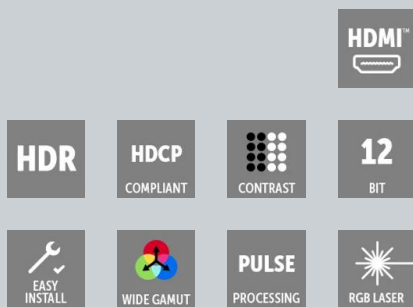 HDMI™
HDR
HDCP
COMPLIANT
CONTRAST
12
BIT
EASY
INSTALL
WIDE GAMUT
PULSE
PROCESSING
RGB LASER